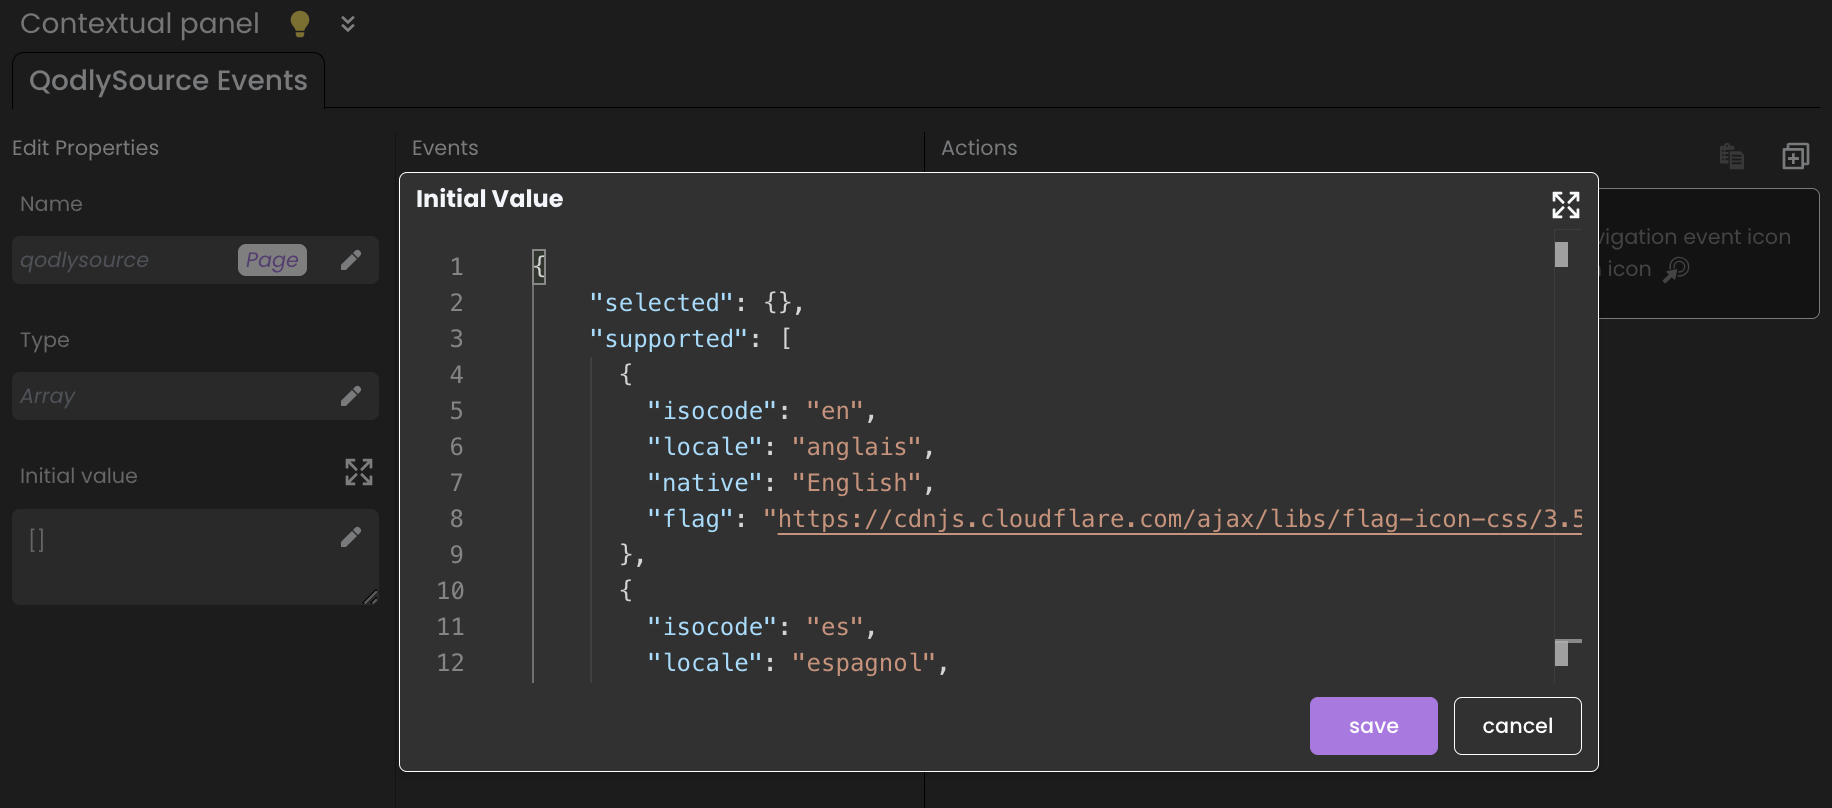 Contextual panel
QodlySource Events
Edit Properties
Events
Actions
Name
qodlysource
Page
Type
Array
Initial value
[]
vigation event icon
icon
Initial Value
1 {
2 "selected": {},
3 "supported": [
4 {
5 "isocode": "en",
6 "locale": "anglais",
7 "native": "English",
8 "flag": "https://cdnjs.cloudflare.com/ajax/libs/flag-icon-css/3.5
9 },
10 {
11 "isocode": "es",
12 "locale": "espagnol",
save
cancel